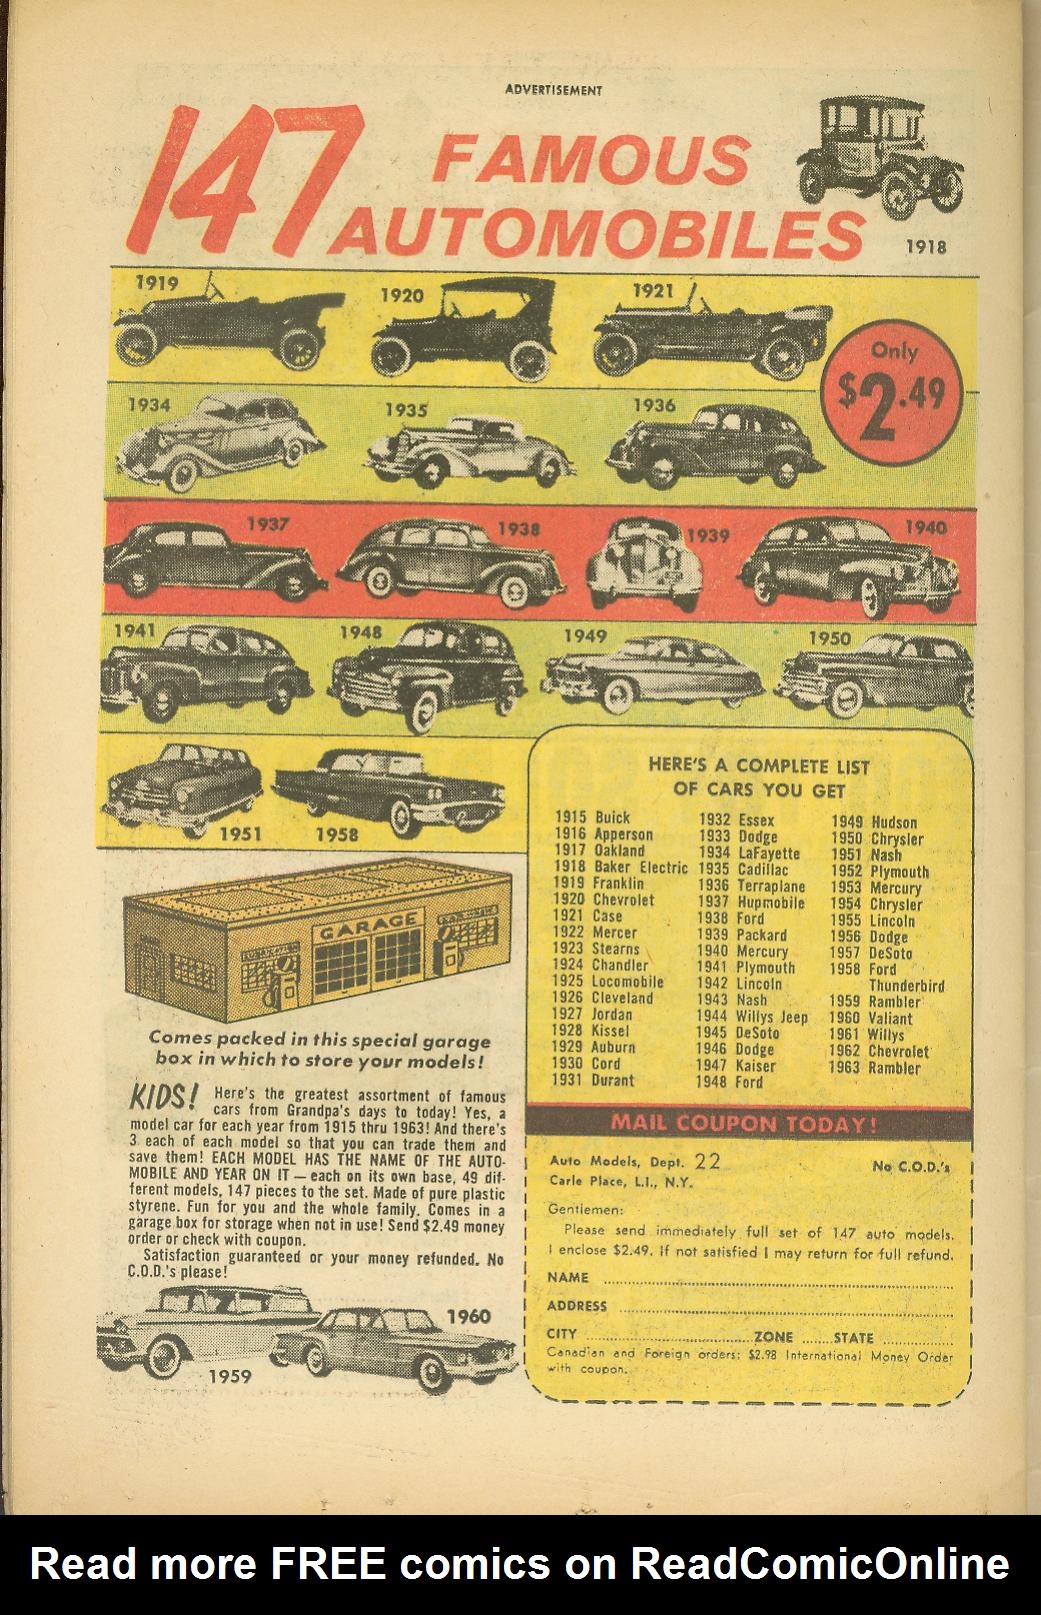 ADVERTISEMENT
147 FAMOUS
AUTOMOBILES
1918
1919
1920
1921
Only
$2.49
1934
1935
1936
1937
1938
1939
1940
1941
1948
1949
1950
1951
1958
GARAGE
Comes packed in this special garage
box in which to store your models!
KIDS! Here's the greatest assortment of famous
cars from Grandpa's days to today! Yes, a
model car for each year from 1915 thru 1963! And there's
3 each of each model so that you can trade them and
save them! EACH MODEL HAS THE NAME OF THE AUTO-
MOBILE AND YEAR ON IT — each on its own base, 49 dif-
ferent models, 147 pieces to the set. Made of pure plastic
styrene. Fun for you and the whole family. Comes in a
garage box for storage when not in use! Send $2.49 money
order or check with coupon.
Satisfaction guaranteed or your money refunded. No
C.O.D.'s please!
1959
1960
HERE'S A COMPLETE LIST
OF CARS YOU GET
1915 Buick
1916 Apperson
1917 Oakland
1918 Baker Electric
1919 Franklin
1920 Chevrolet
1921 Case
1922 Mercer
1923 Stearns
1924 Chandler
1925 Locomobile
1926 Cleveland
1927 Jordan
1928 Kissel
1929 Auburn
1930 Cord
1931 Durant
1932 Essex
1933 Dodge
1934 LaFayette
1935 Cadillac
1936 Terraplane
1937 Hupmobile
1938 Ford
1939 Packard
1940 Mercury
1941 Plymouth
1942 Lincoln
1943 Nash
1944 Willys Jeep
1945 DeSoto
1946 Dodge
1947 Kaiser
1948 Ford
1949 Hudson
1950 Chrysler
1951 Nash
1952 Plymouth
1953 Mercury
1954 Chrysler
1955 Lincoln
1956 Dodge
1957 DeSoto
1958 Ford
Thunderbird
1959 Rambler
1960 Valiant
1961 Willys
1962 Chevrolet
1963 Rambler
MAIL COUPON TODAY!
Auto Models, Dept. 22
No C.O.D.'s
Carle Place, L.I., N.Y.
Gentlemen:
Please send immediately full set of 147 auto models.
I enclose $2.49. If not satisfied I may return for full refund.
NAME
ADDRESS
CITY ZONE STATE
Canadian and Foreign orders: $2.98 International Money Order
with coupon.
Read more FREE comics on ReadComicOnline